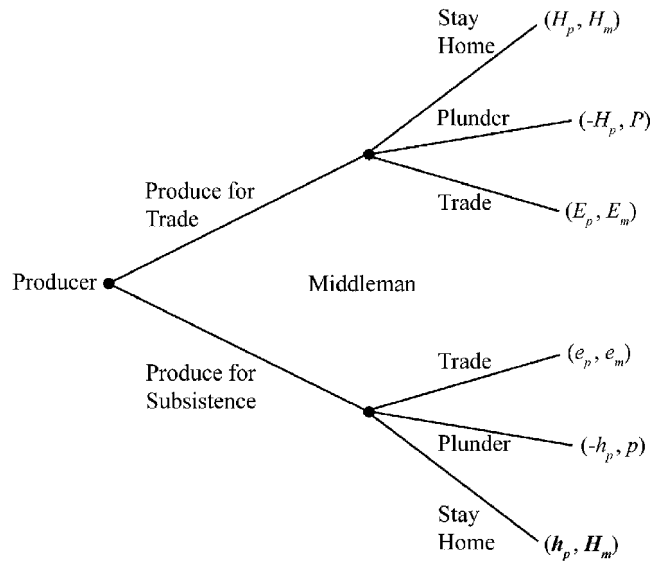 Stay
Home
(H_p, H_m)
Plunder
(-H_p, P)
Produce for
Trade
Trade
(E_p, E_m)
Producer
Middleman
Produce for
Subsistence
Trade
(e_p, e_m)
Plunder
(-h_p, p)
Stay
Home
(h_p, H_m)